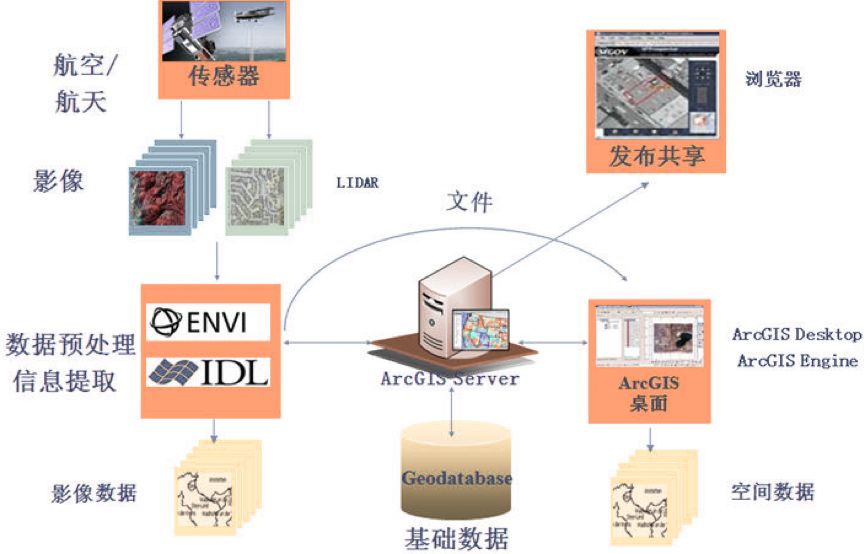 航空/
航天
传感器
浏览器
发布共享
影像
LIDAR
文件
ENVI
IDL
数据预处理
信息提取
ArcGIS Server
ArcGIS
桌面
ArcGIS Desktop
ArcGIS Engine
影像数据
Geodatabase
基础数据
空间数据